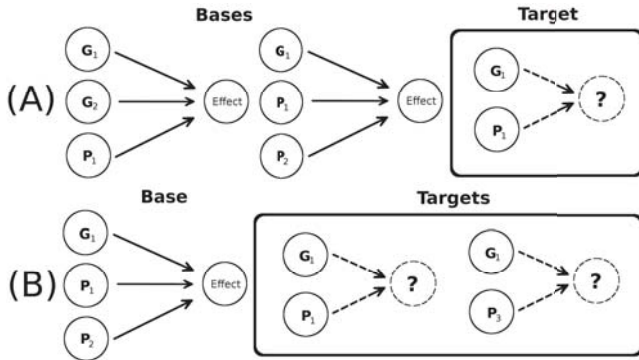 Bases Target
(A)
G1 G1 G1
G2 Effect P1 Effect ?
P1 P2 P1
Base Targets
(B)
G1 G1 G1
P1 Effect ? ?
P2 P1 P3